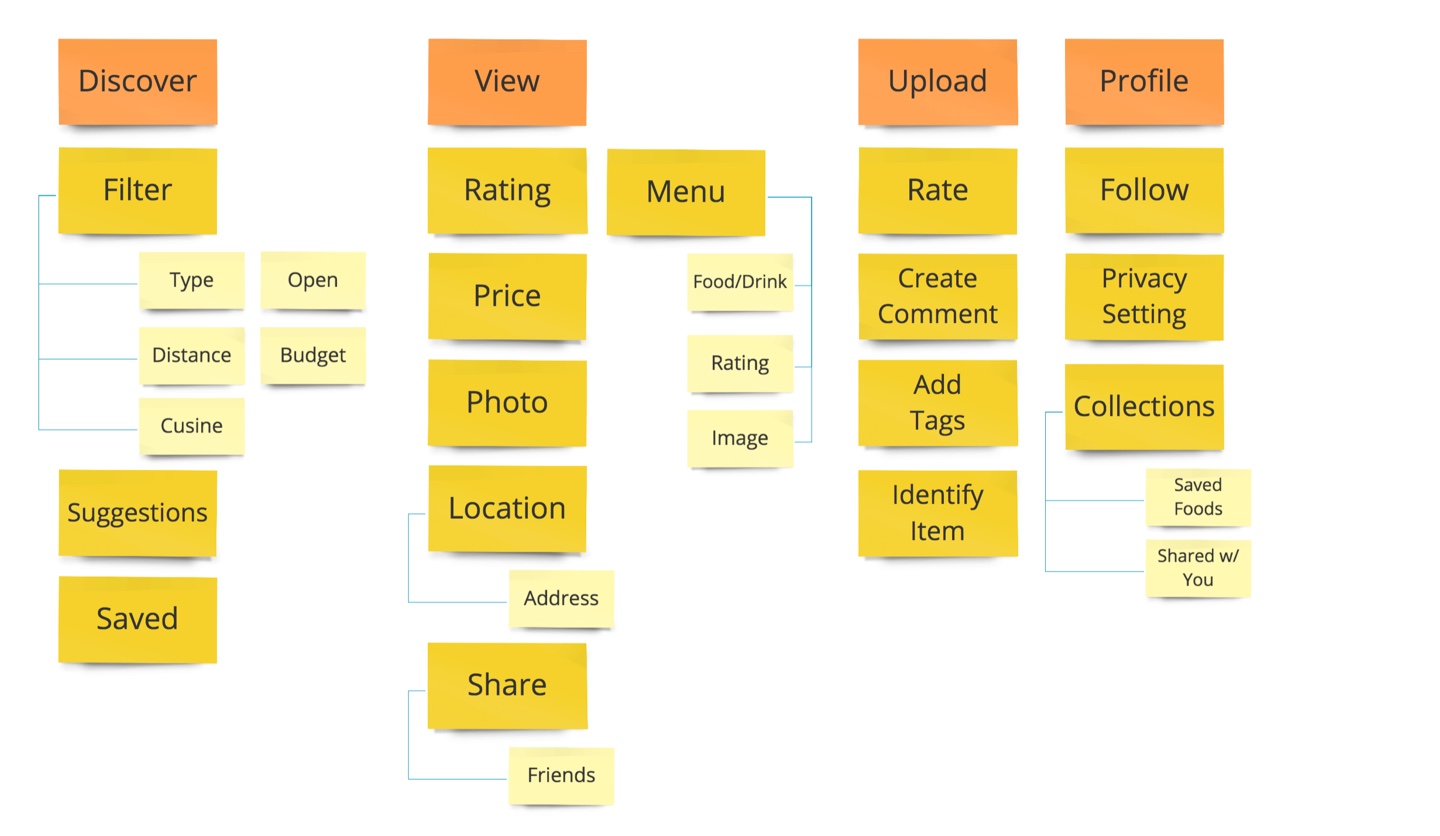 Discover
Filter
Type
Open
Distance
Budget
Cusine
Suggestions
Saved
View
Rating
Price
Photo
Location
Address
Share
Friends
Menu
Food/Drink
Rating
Image
Upload
Rate
Create
Comment
Add
Tags
Identify
Item
Profile
Follow
Privacy
Setting
Collections
Saved
Foods
Shared w/
You